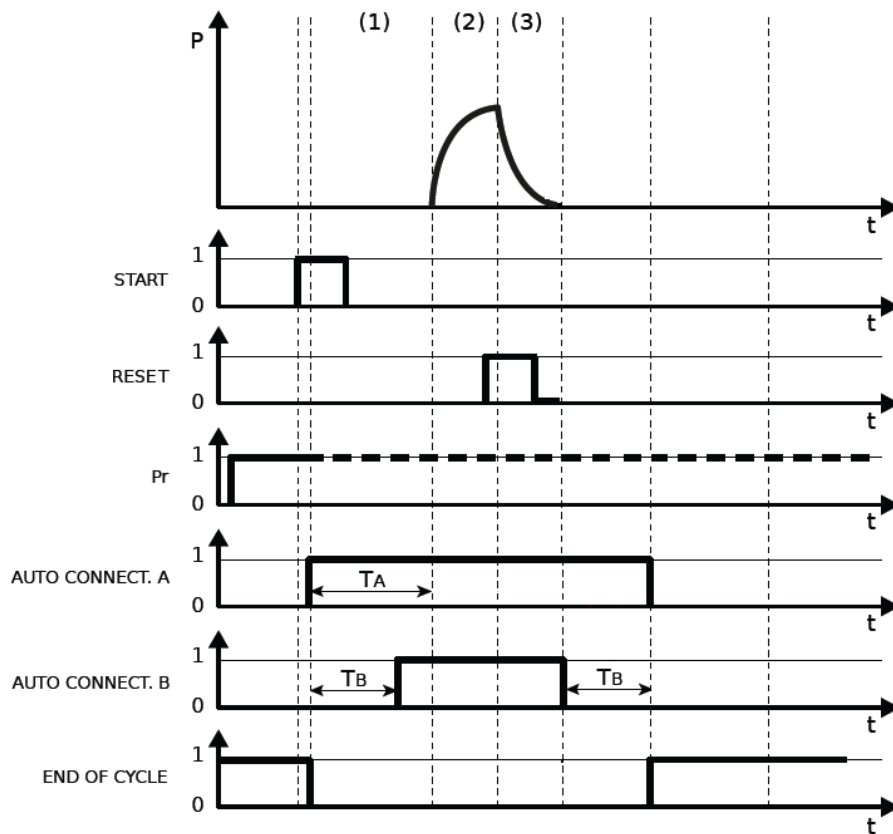 (1) (2) (3)
P
t
1
START
0
t
1
RESET
0
t
1
Pr
0
t
1
AUTO CONNECT. A
TA
0
t
1
AUTO CONNECT. B
TB TB
0
t
1
END OF CYCLE
0
t